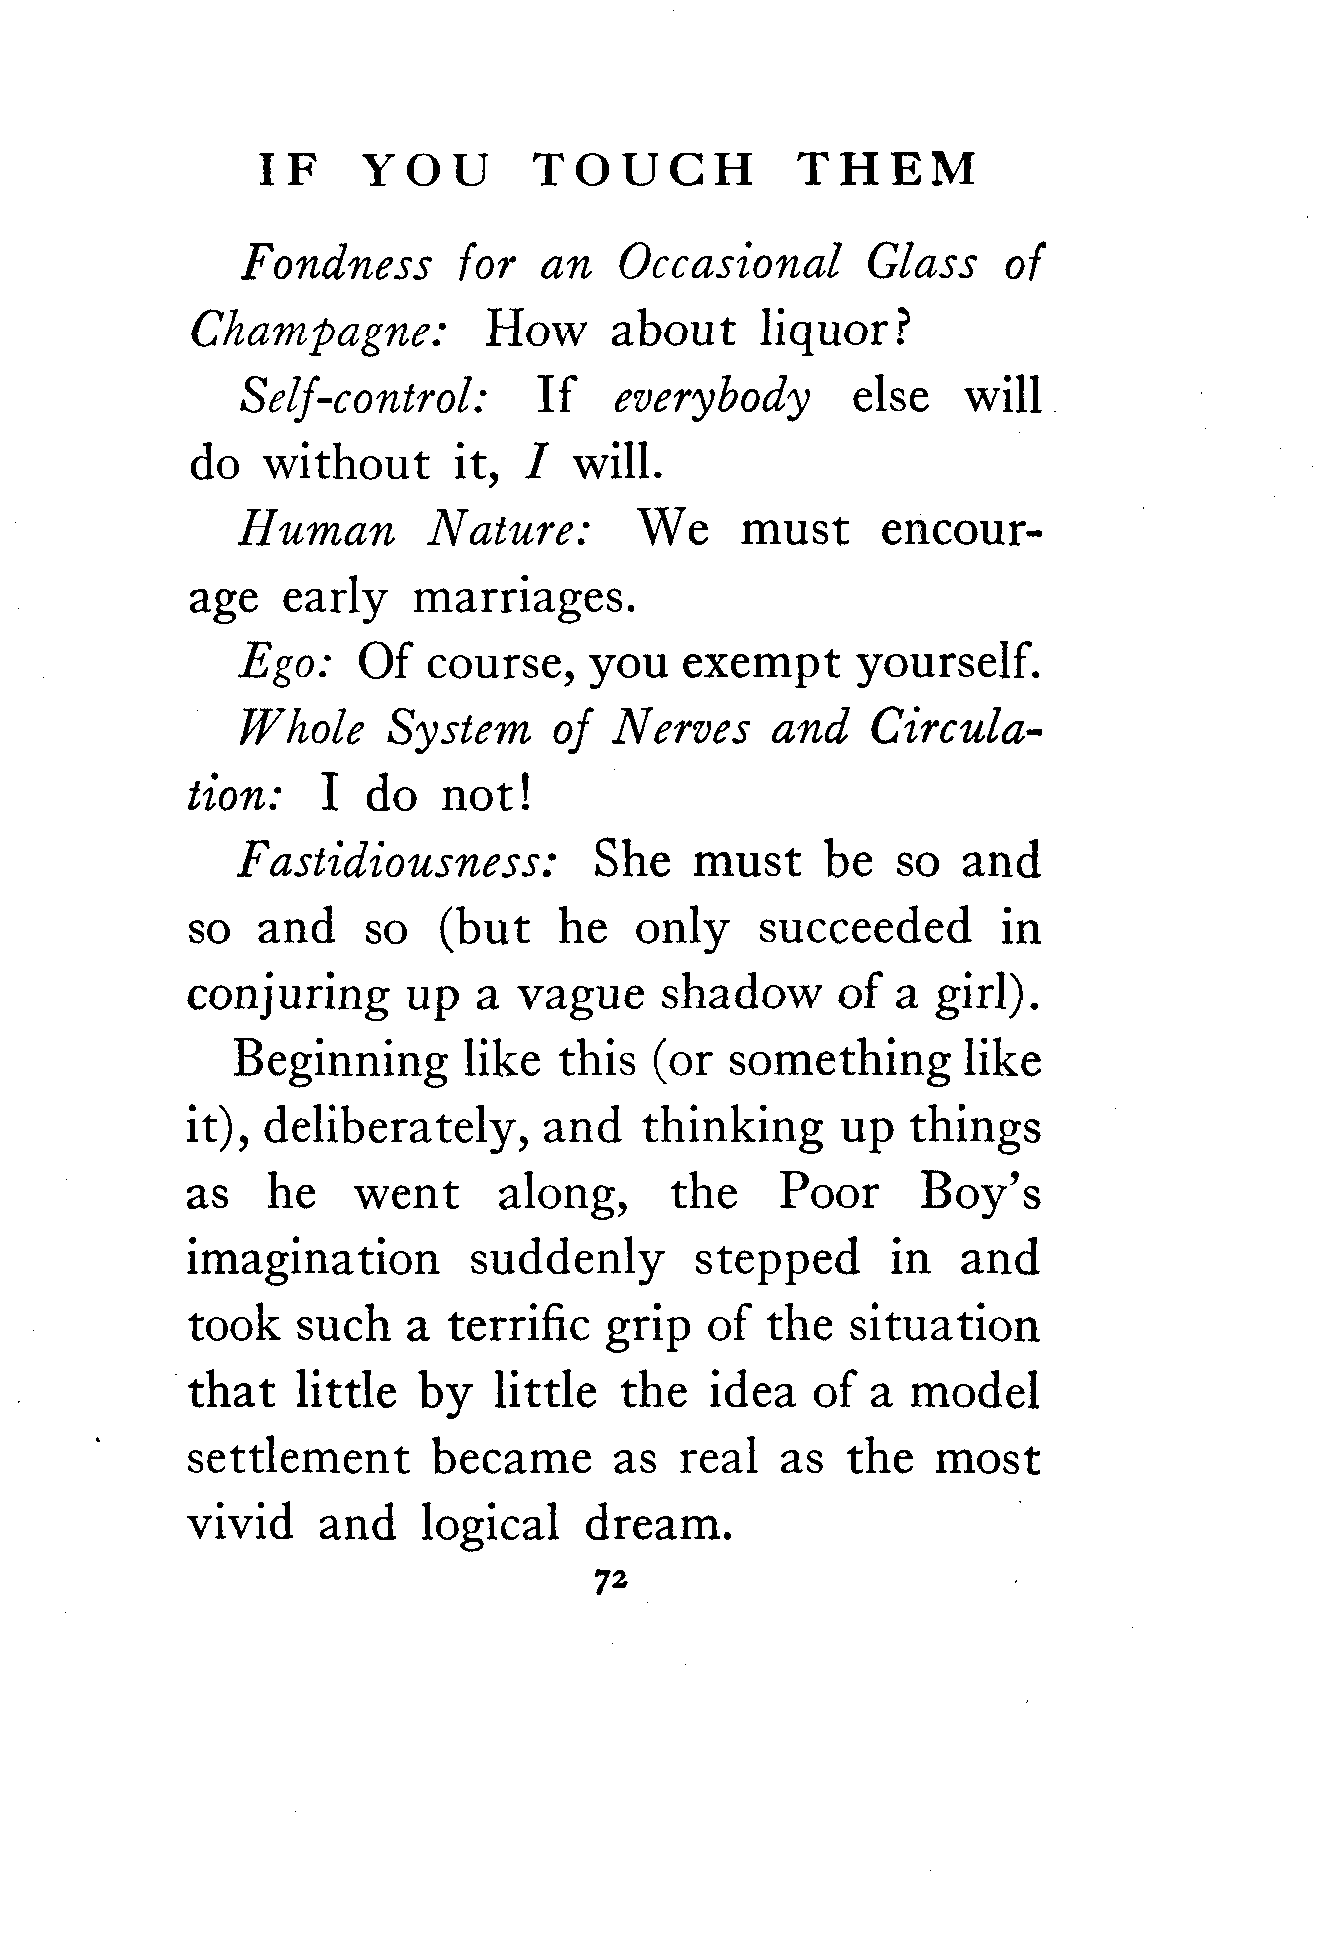 IF YOU TOUCH THEM
Fondness for an Occasional Glass of
Champagne: How about liquor?
Self-control: If everybody else will
do without it, I will.
Human Nature: We must encour-
age early marriages.
Ego: Of course, you exempt yourself.
Whole System of Nerves and Circula-
tion: I do not!
Fastidiousness: She must be so and
so and so (but he only succeeded in
conjuring up a vague shadow of a girl).
Beginning like this (or something like
it), deliberately, and thinking up things
as he went along, the Poor Boy's
imagination suddenly stepped in and
took such a terrific grip of the situation
that little by little the idea of a model
settlement became as real as the most
vivid and logical dream.
72